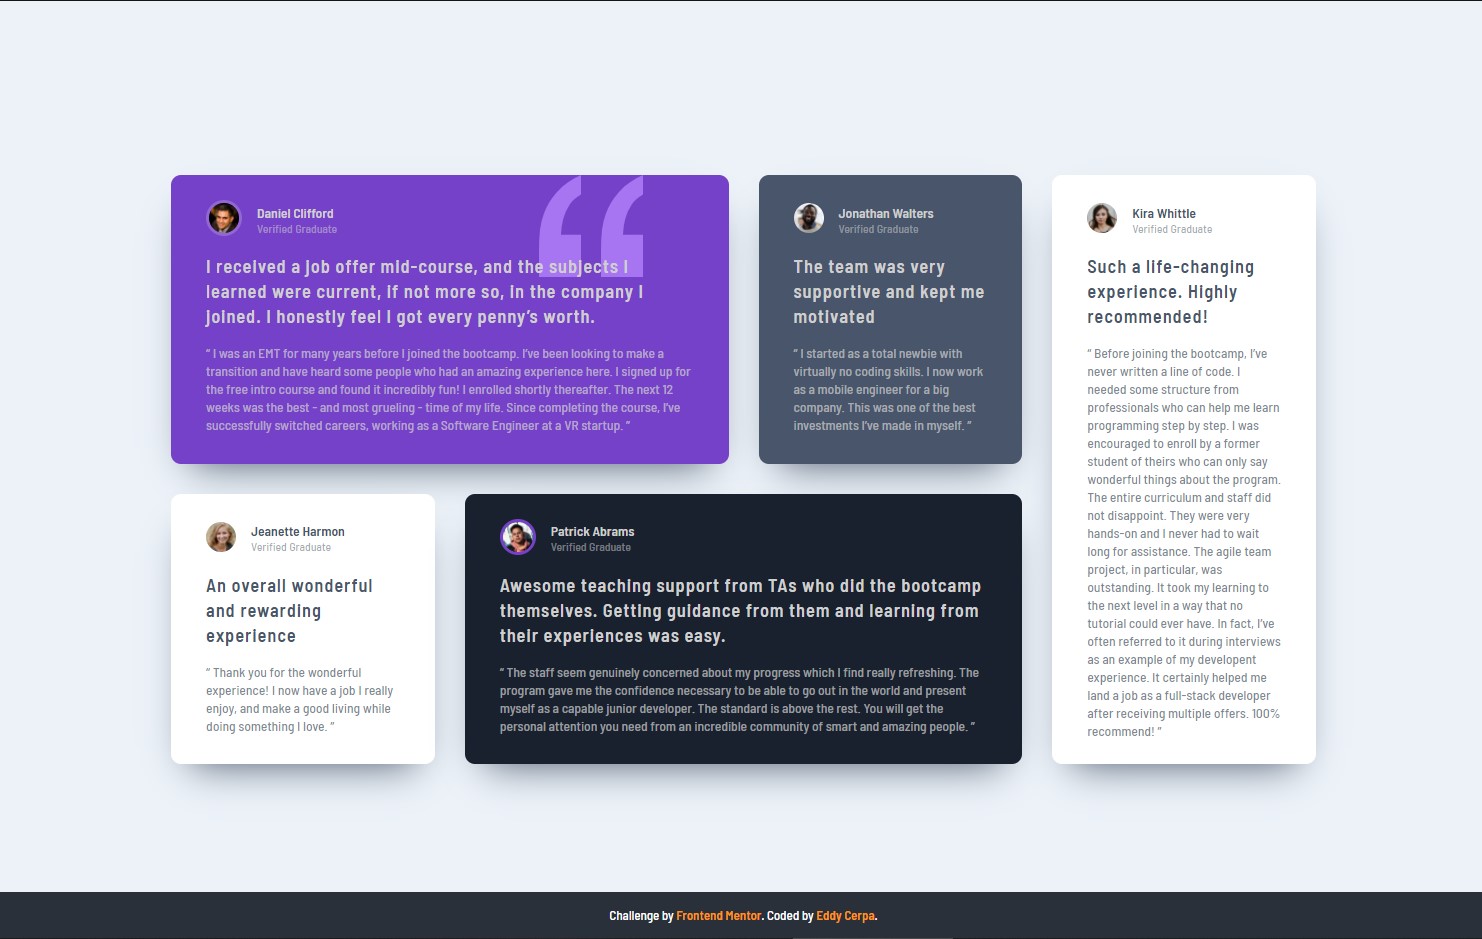 Daniel Clifford
Verified Graduate
I received a job offer mid-course, and the subjects I
learned were current, if not more so, in the company I
joined. I honestly feel I got every penny’s worth.
“ I was an EMT for many years before I joined the bootcamp. I’ve been looking to make a
transition and have heard some people who had an amazing experience here. I signed up for
the free intro course and found it incredibly fun! I enrolled shortly thereafter. The next 12
weeks was the best - and most grueling - time of my life. Since completing the course, I’ve
successfully switched careers, working as a Software Engineer at a VR startup. ”
Jonathan Walters
Verified Graduate
The team was very
supportive and kept me
motivated
“ I started as a total newbie with
virtually no coding skills. I now work
as a mobile engineer for a big
company. This was one of the best
investments I’ve made in myself. ”
Kira Whittle
Verified Graduate
Such a life-changing
experience. Highly
recommended!
“ Before joining the bootcamp, I’ve
never written a line of code. I
needed some structure from
professionals who can help me learn
programming step by step. I was
encouraged to enroll by a former
student of theirs who can only say
wonderful things about the program.
The entire curriculum and staff did
not disappoint. They were very
hands-on and I never had to wait
long for assistance. The agile team
project, in particular, was
outstanding. It took my learning to
the next level in a way that no
tutorial could ever have. In fact, I’ve
often referred to it during interviews
as an example of my developent
experience. It certainly helped me
land a job as a full-stack developer
after receiving multiple offers. 100%
recommend! ”
Jeanette Harmon
Verified Graduate
An overall wonderful
and rewarding
experience
“ Thank you for the wonderful
experience! I now have a job I really
enjoy, and make a good living while
doing something I love. ”
Patrick Abrams
Verified Graduate
Awesome teaching support from TAs who did the bootcamp
themselves. Getting guidance from them and learning from
their experiences was easy.
“ The staff seem genuinely concerned about my progress which I find really refreshing. The
program gave me the confidence necessary to be able to go out in the world and present
myself as a capable junior developer. The standard is above the rest. You will get the
personal attention you need from an incredible community of smart and amazing people. ”
Challenge by Frontend Mentor. Coded by Eddy Cerpa.